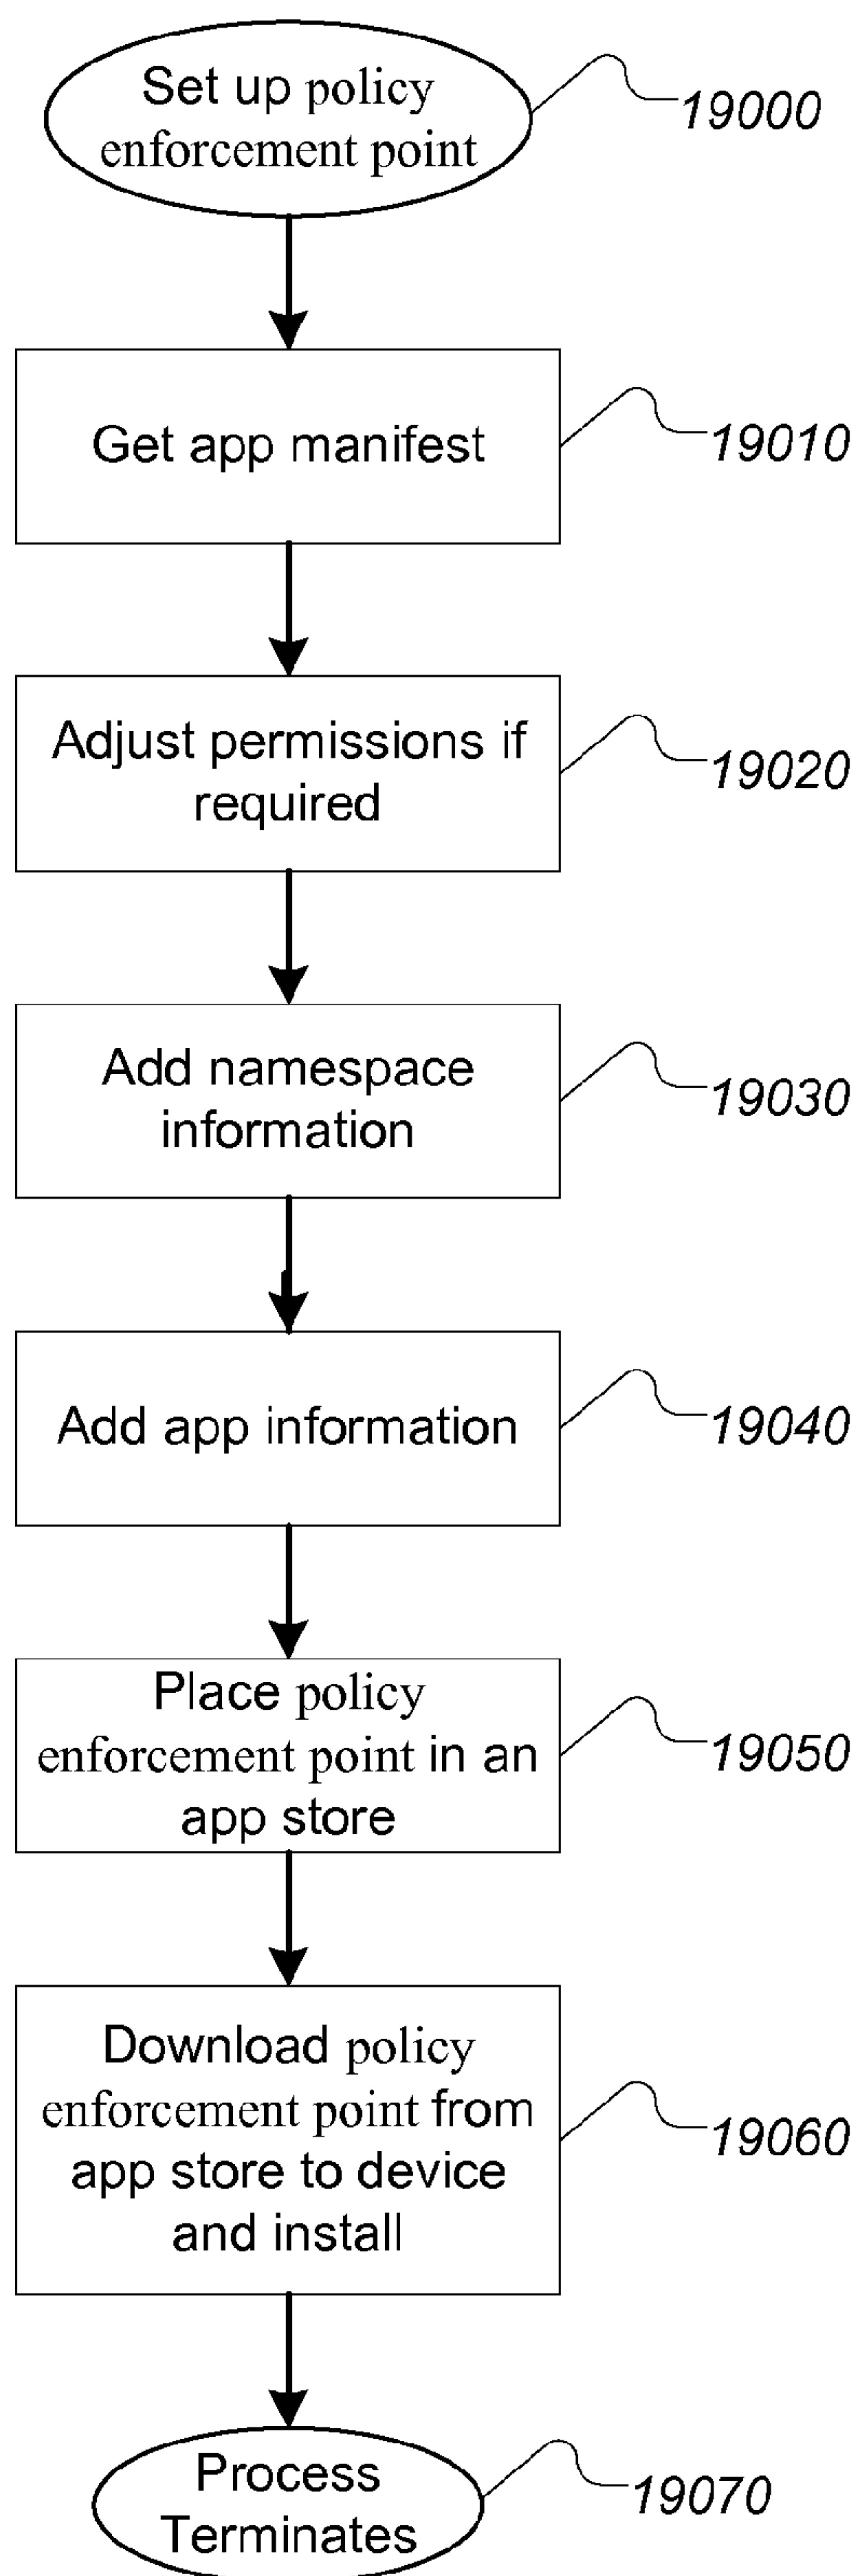 Set up policy
enforcement point
19000
Get app manifest
19010
Adjust permissions if
required
19020
Add namespace
information
19030
Add app information
19040
Place policy
enforcement point in an
app store
19050
Download policy
enforcement point from
app store to device
and install
19060
Process
Terminates
19070